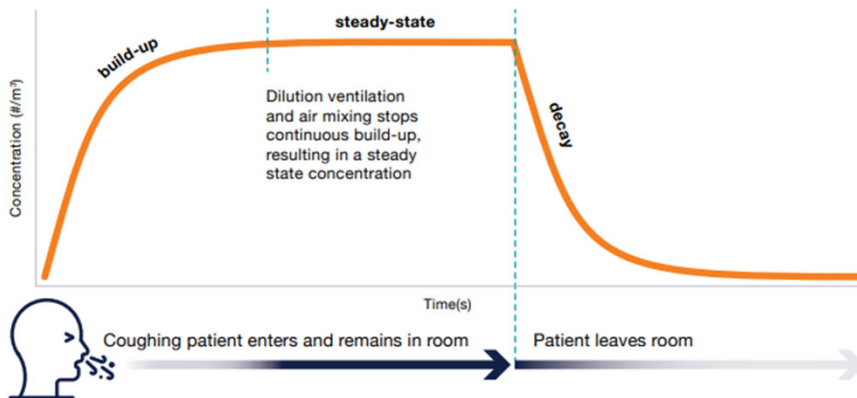 steady-state
build-up
Dilution ventilation
and air mixing stops
continuous build-up,
resulting in a steady
state concentration
decay
Concentration (#/m³)
Time(s)
Coughing patient enters and remains in room
Patient leaves room